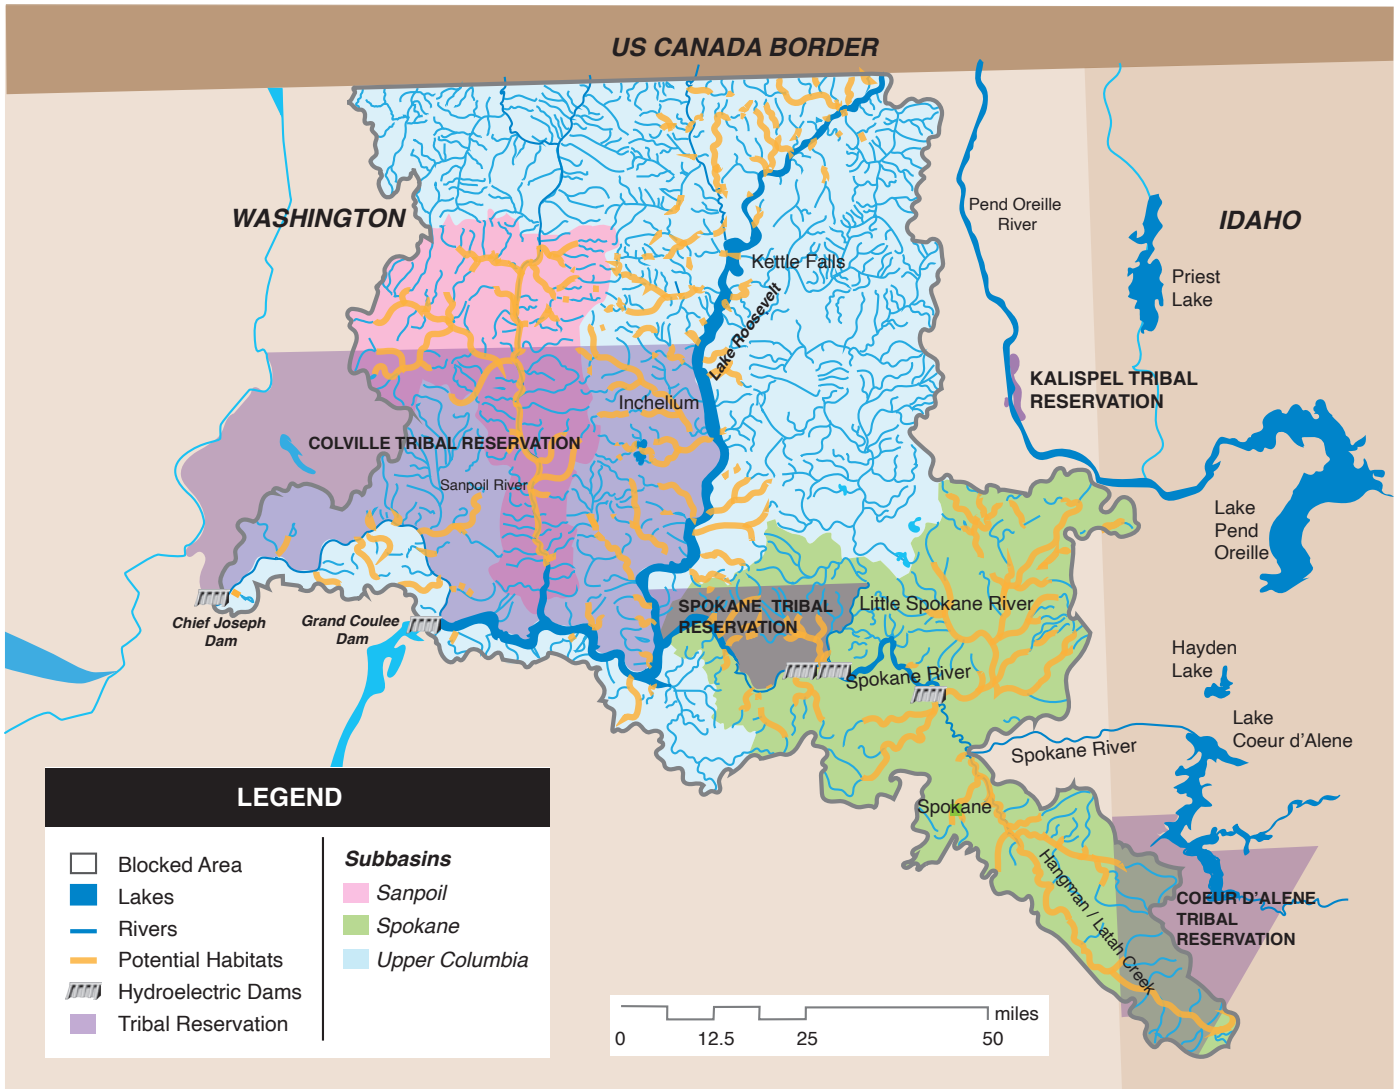 US CANADA BORDER
WASHINGTON
IDAHO
Pend Oreille
River
Priest
Lake
Kettle Falls
Lake Roosevelt
KALISPEL TRIBAL
RESERVATION
Inchelium
COLVILLE TRIBAL RESERVATION
Sanpoil River
Lake
Pend
Oreille
Chief Joseph
Dam
Grand Coulee
Dam
SPOKANE TRIBAL
RESERVATION
Little Spokane River
Spokane River
Hayden
Lake
Lake
Coeur d'Alene
Spokane River
Spokane
Hangman / Latah Creek
COEUR D'ALENE
TRIBAL
RESERVATION
LEGEND
Blocked Area
Lakes
Rivers
Potential Habitats
Hydroelectric Dams
Tribal Reservation
Subbasins
Sanpoil
Spokane
Upper Columbia
miles
0 12.5 25 50